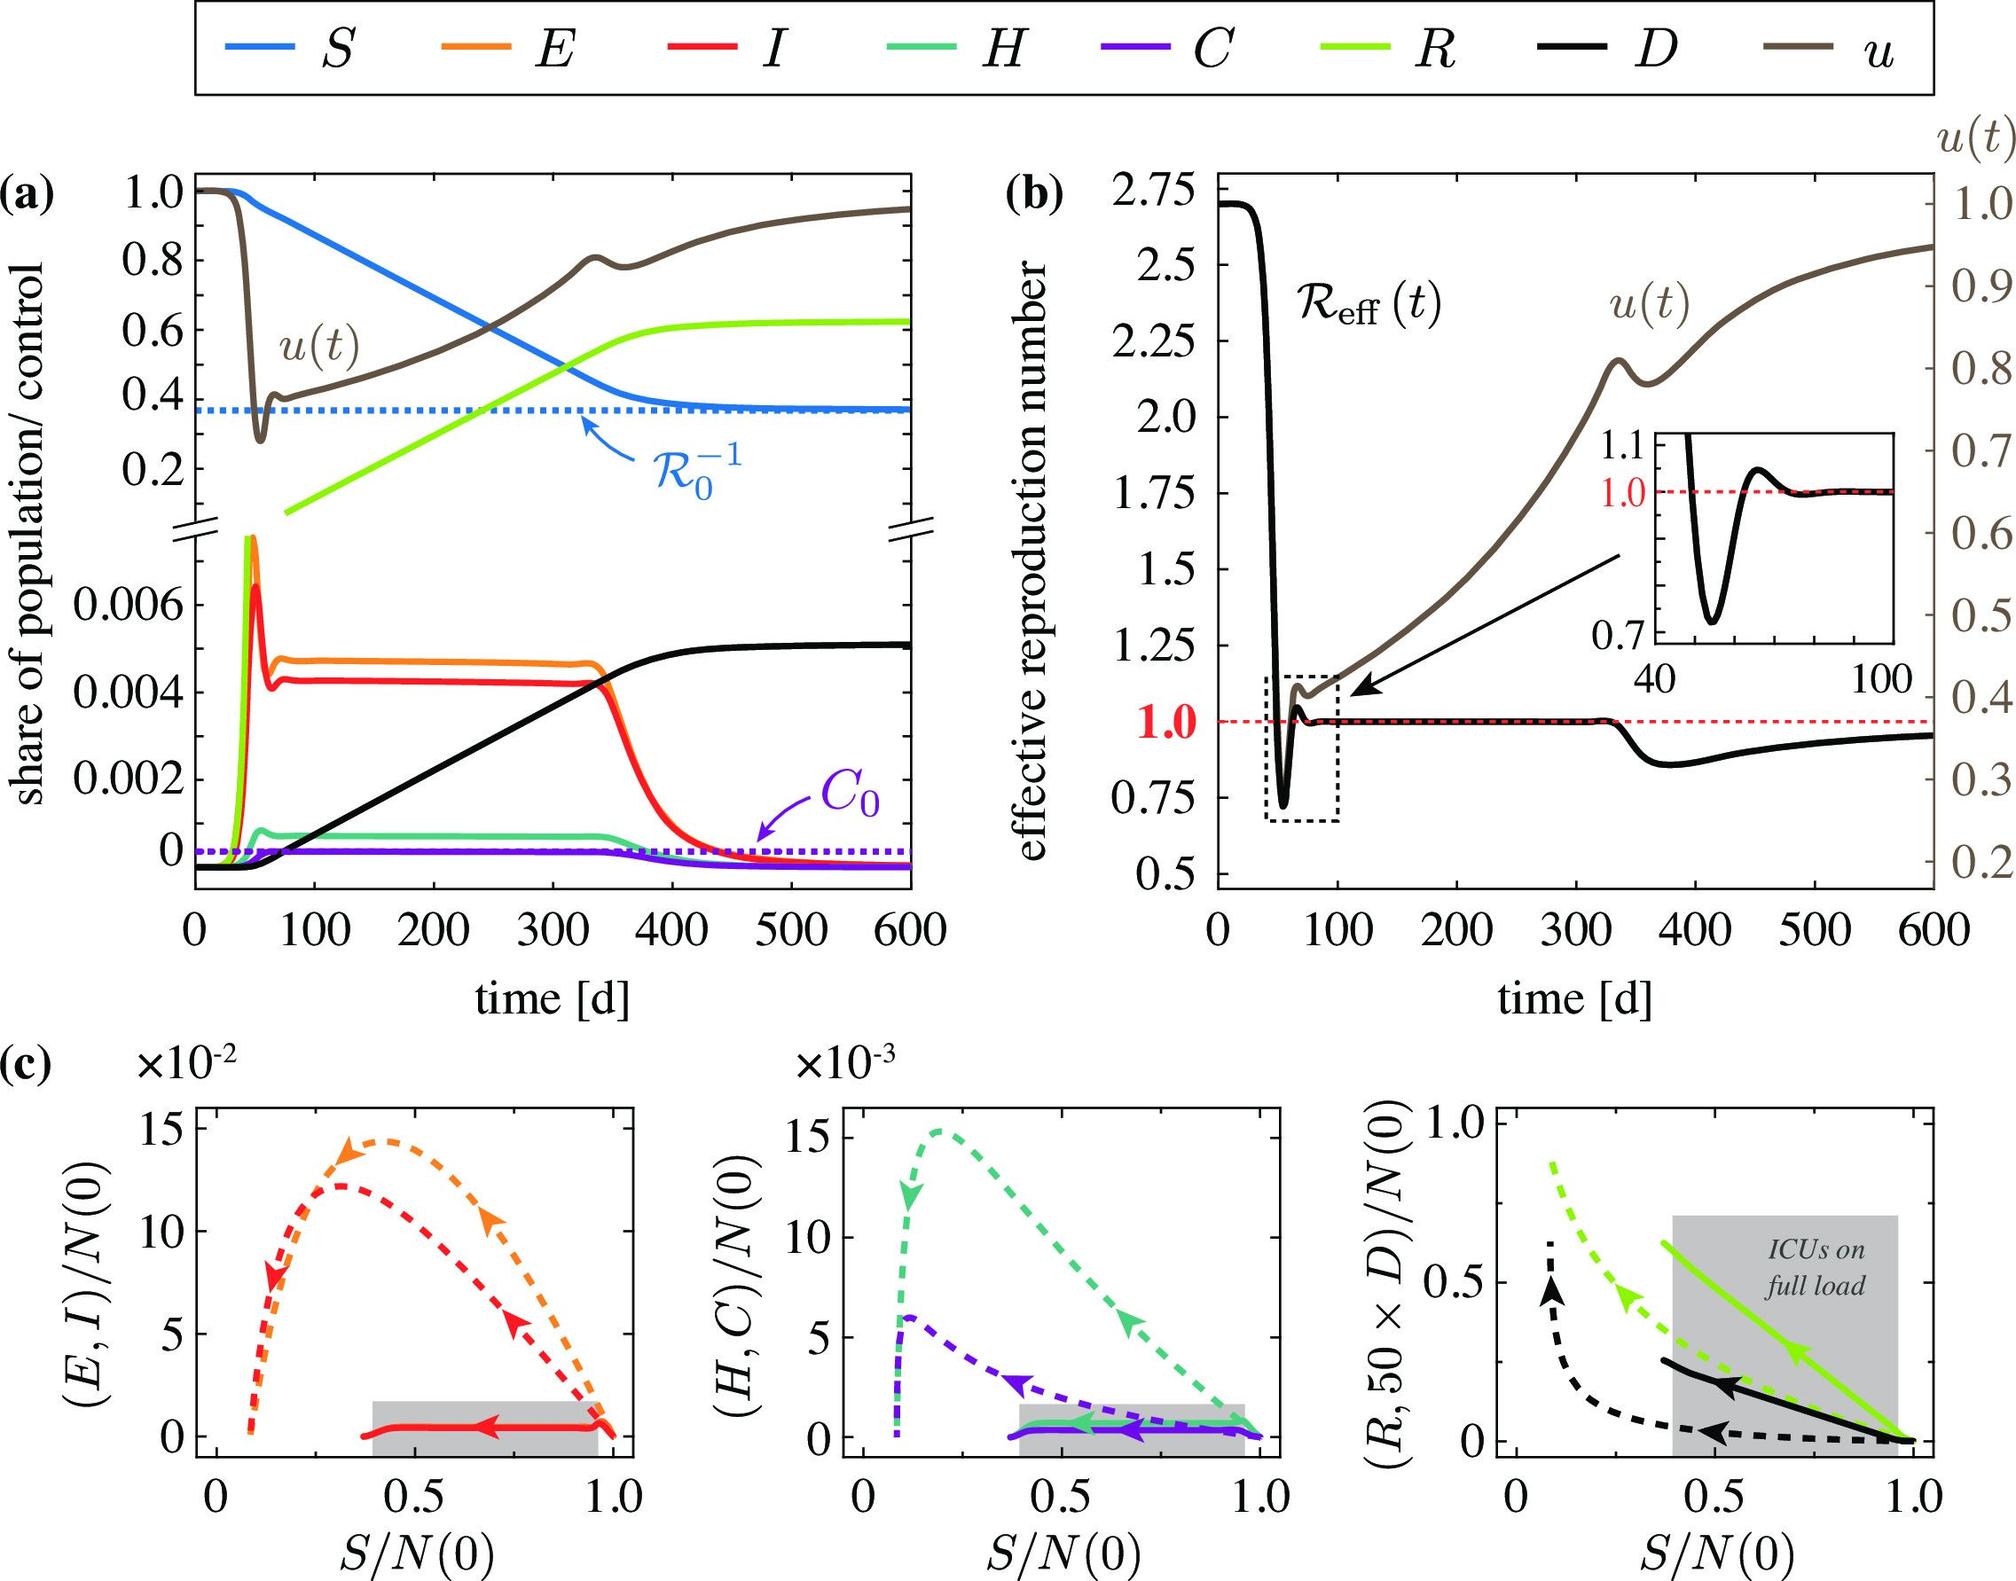 S E I H C R D u
(a)
share of population/ control
1.0
0.8
0.6
0.4
0.2
0.006
0.004
0.002
0
u(t)
ℛ₀⁻¹
C₀
0 100 200 300 400 500 600
time [d]
(b)
effective reproduction number
2.75
2.5
2.25
2.0
1.75
1.5
1.25
1.0
0.75
0.5
ℛeff (t)
u(t)
1.1
1.0
0.7
40 100
u(t)
1.0
0.9
0.8
0.7
0.6
0.5
0.4
0.3
0.2
0 100 200 300 400 500 600
time [d]
(c)
×10⁻²
(E, I)/N(0)
15
10
5
0
0 0.5 1.0
S/N(0)
×10⁻³
(H, C)/N(0)
15
10
5
0
0 0.5 1.0
S/N(0)
(R, 50 × D)/N(0)
1.0
0.5
0
ICUs on
full load
0 0.5 1.0
S/N(0)